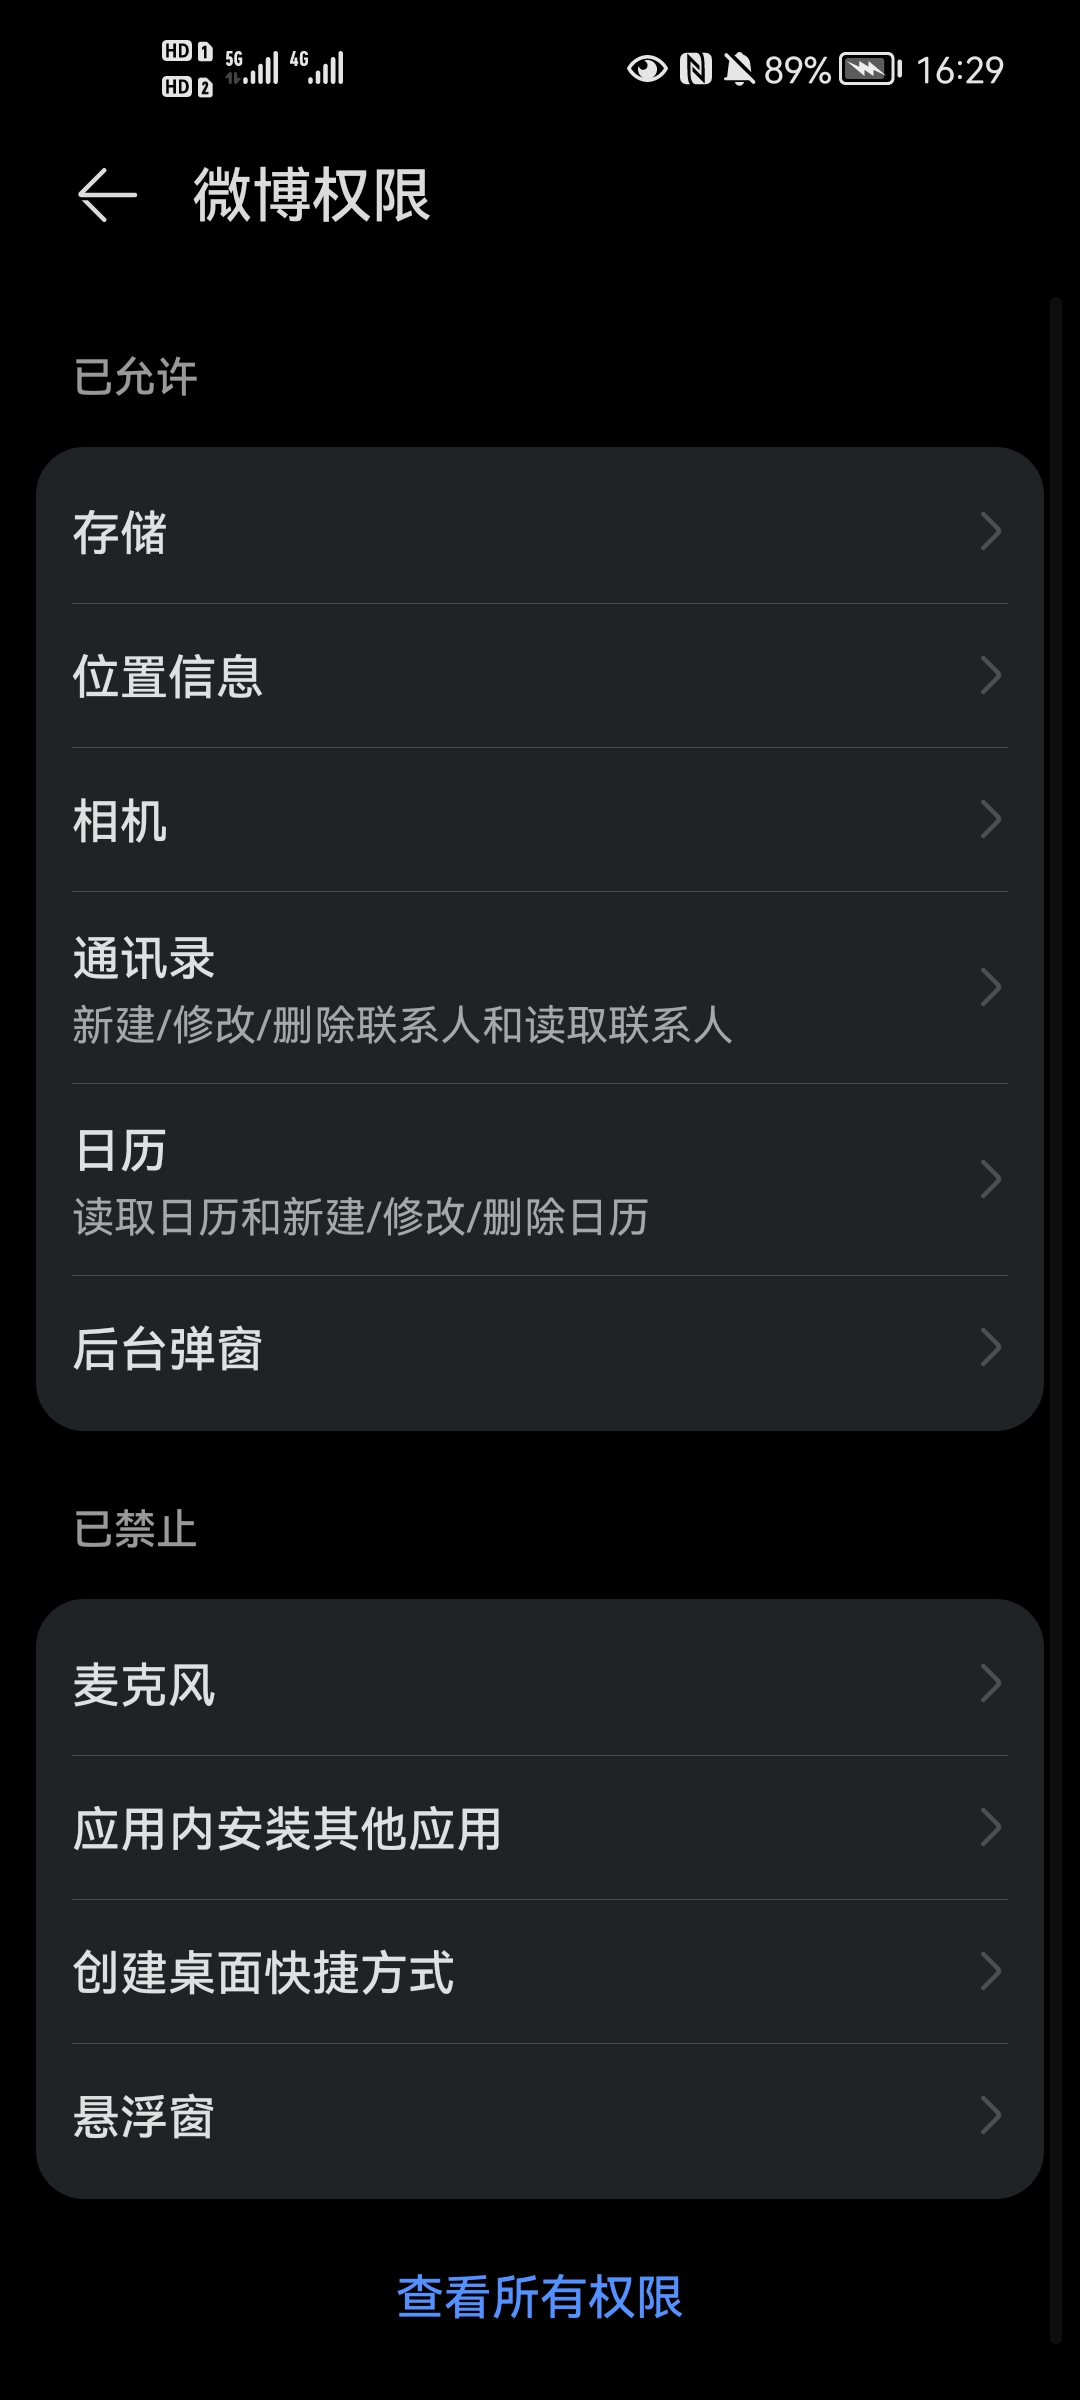 HD 1 5G 4G 89% 16:29
HD 2
微博权限
已允许
存储
位置信息
相机
通讯录
新建/修改/删除联系人和读取联系人
日历
读取日历和新建/修改/删除日历
后台弹窗
已禁止
麦克风
应用内安装其他应用
创建桌面快捷方式
悬浮窗
查看所有权限